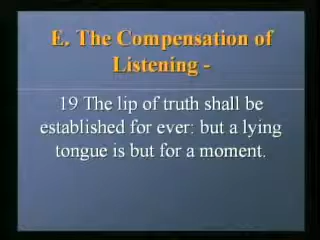 E. The Compensation of
Listening -
19 The lip of truth shall be
established for ever: but a lying
tongue is but for a moment.